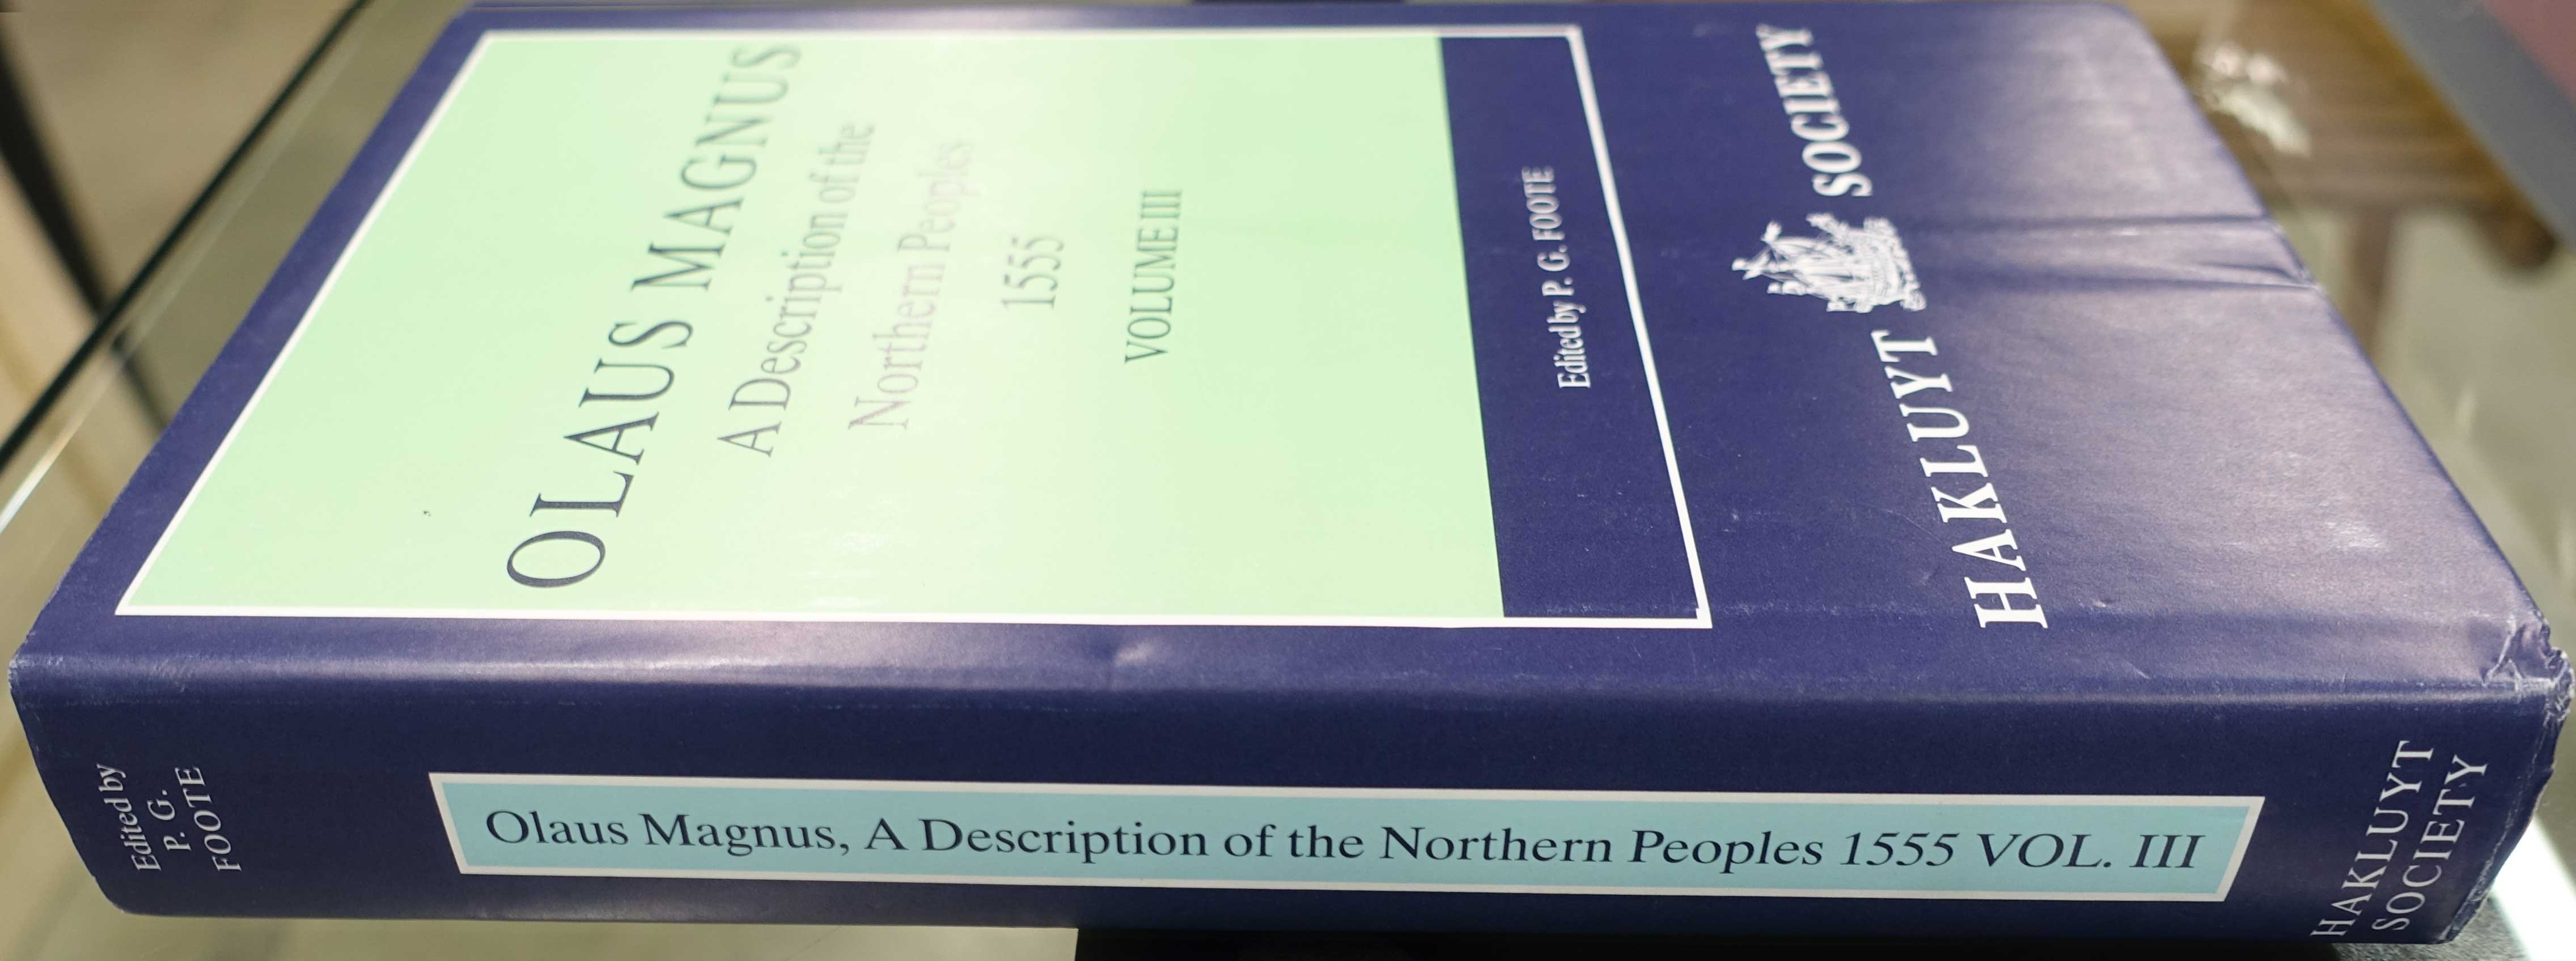 OLAUS MAGNUS
A Description of the
Northern Peoples
1555
VOLUME III
Edited by P. G. FOOTE
HAKLUYT SOCIETY
Edited by
P. G.
FOOTE
Olaus Magnus, A Description of the Northern Peoples 1555 VOL. III
HAKLUYT
SOCIETY